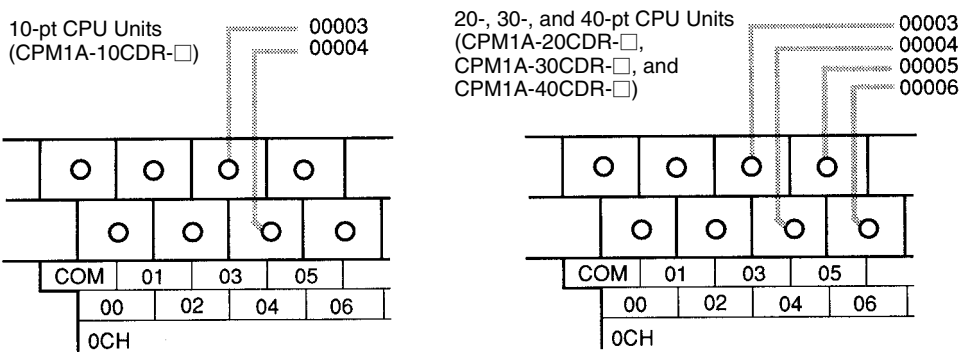 10-pt CPU Units
(CPM1A-10CDR-□)
00003
00004
COM 01 03 05
00 02 04 06
0CH
20-, 30-, and 40-pt CPU Units
(CPM1A-20CDR-□,
CPM1A-30CDR-□, and
CPM1A-40CDR-□)
00003
00004
00005
00006
COM 01 03 05
00 02 04 06
0CH